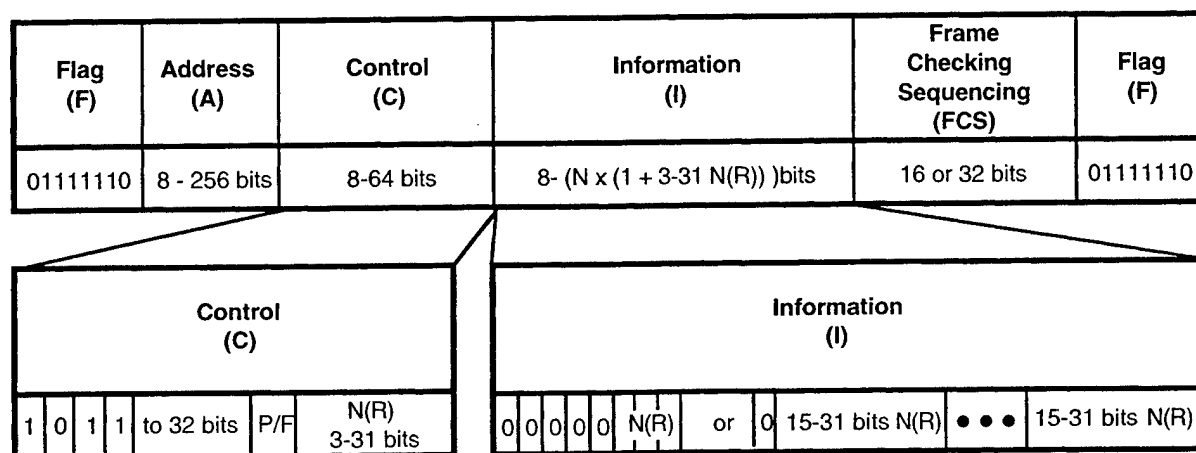 Flag (F)
Address (A)
Control (C)
Information (I)
Frame Checking Sequencing (FCS)
Flag (F)
01111110
8 - 256 bits
8-64 bits
8- (N x (1 + 3-31 N(R)) )bits
16 or 32 bits
01111110
Control
(C)
1 0 1 1 to 32 bits P/F N(R) 3-31 bits
Information
(I)
0 0 0 0 0 N(R) or 0 15-31 bits N(R) ● ● ● 15-31 bits N(R)